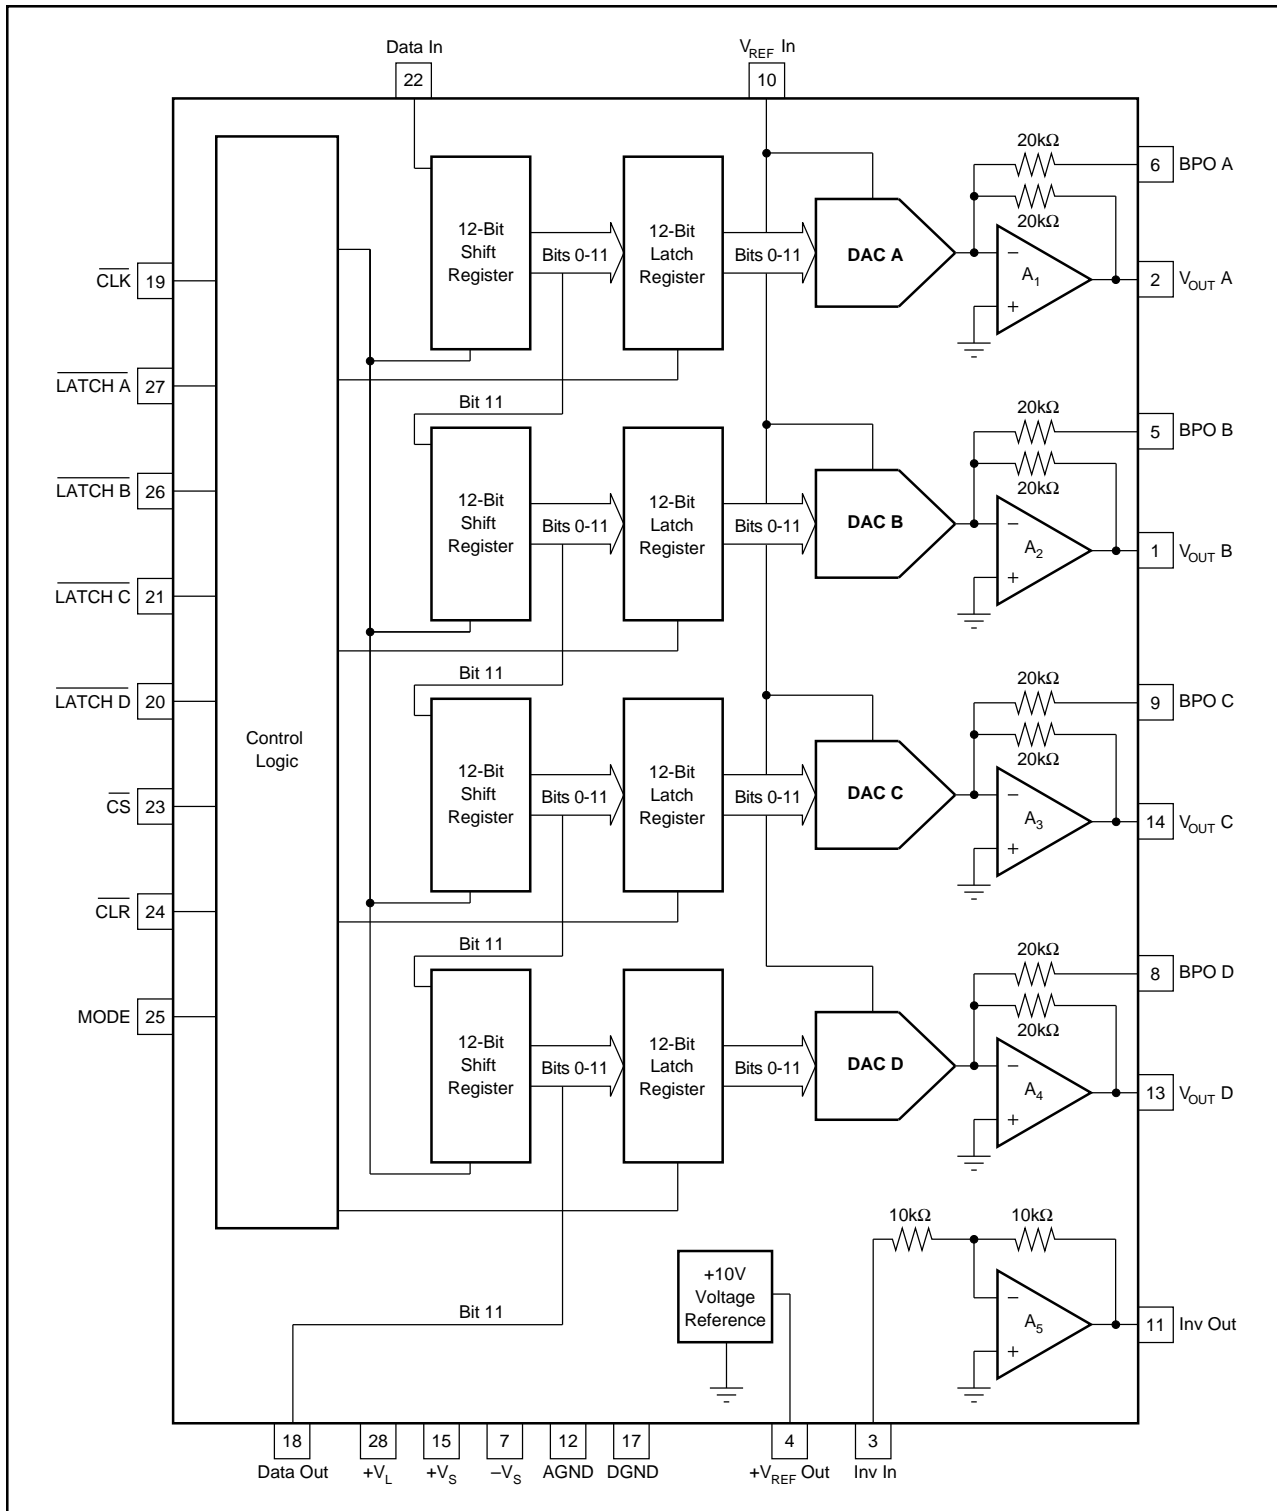 Data In
V_REF In
22
10
20kΩ
6 BPO A
20kΩ
12-Bit
Shift
Register
Bits 0-11
12-Bit
Latch
Register
Bits 0-11
DAC A
−
A1
+
2 V_OUT A
CLK 19
LATCH A 27
Bit 11
20kΩ
5 BPO B
20kΩ
LATCH B 26
12-Bit
Shift
Register
Bits 0-11
12-Bit
Latch
Register
Bits 0-11
DAC B
−
A2
+
1 V_OUT B
LATCH C 21
Bit 11
20kΩ
9 BPO C
20kΩ
LATCH D 20
Control
Logic
12-Bit
Shift
Register
Bits 0-11
12-Bit
Latch
Register
Bits 0-11
DAC C
−
A3
+
14 V_OUT C
CS 23
CLR 24
Bit 11
20kΩ
8 BPO D
20kΩ
MODE 25
12-Bit
Shift
Register
Bits 0-11
12-Bit
Latch
Register
Bits 0-11
DAC D
−
A4
+
13 V_OUT D
10kΩ
10kΩ
+10V
Voltage
Reference
Bit 11
−
A5
+
11 Inv Out
18 28 15 7 12 17 4 3
Data Out +V_L +V_S −V_S AGND DGND +V_REF Out Inv In